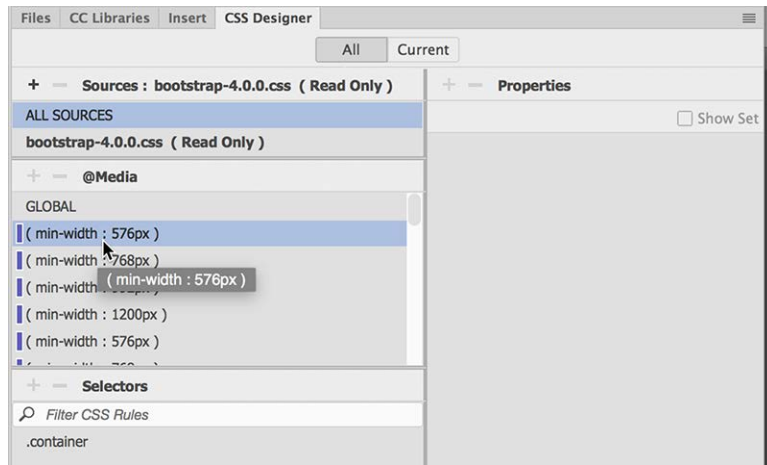 Files CC Libraries Insert CSS Designer
All Current
+ − Sources : bootstrap-4.0.0.css ( Read Only )
ALL SOURCES
bootstrap-4.0.0.css ( Read Only )
+ − @Media
GLOBAL
( min-width : 576px )
( min-width : 768px )
( min-width : 576px )
( min-width :
( min-width : 1200px )
( min-width : 576px )
+ − Selectors
Filter CSS Rules
.container
+ − Properties
Show Set